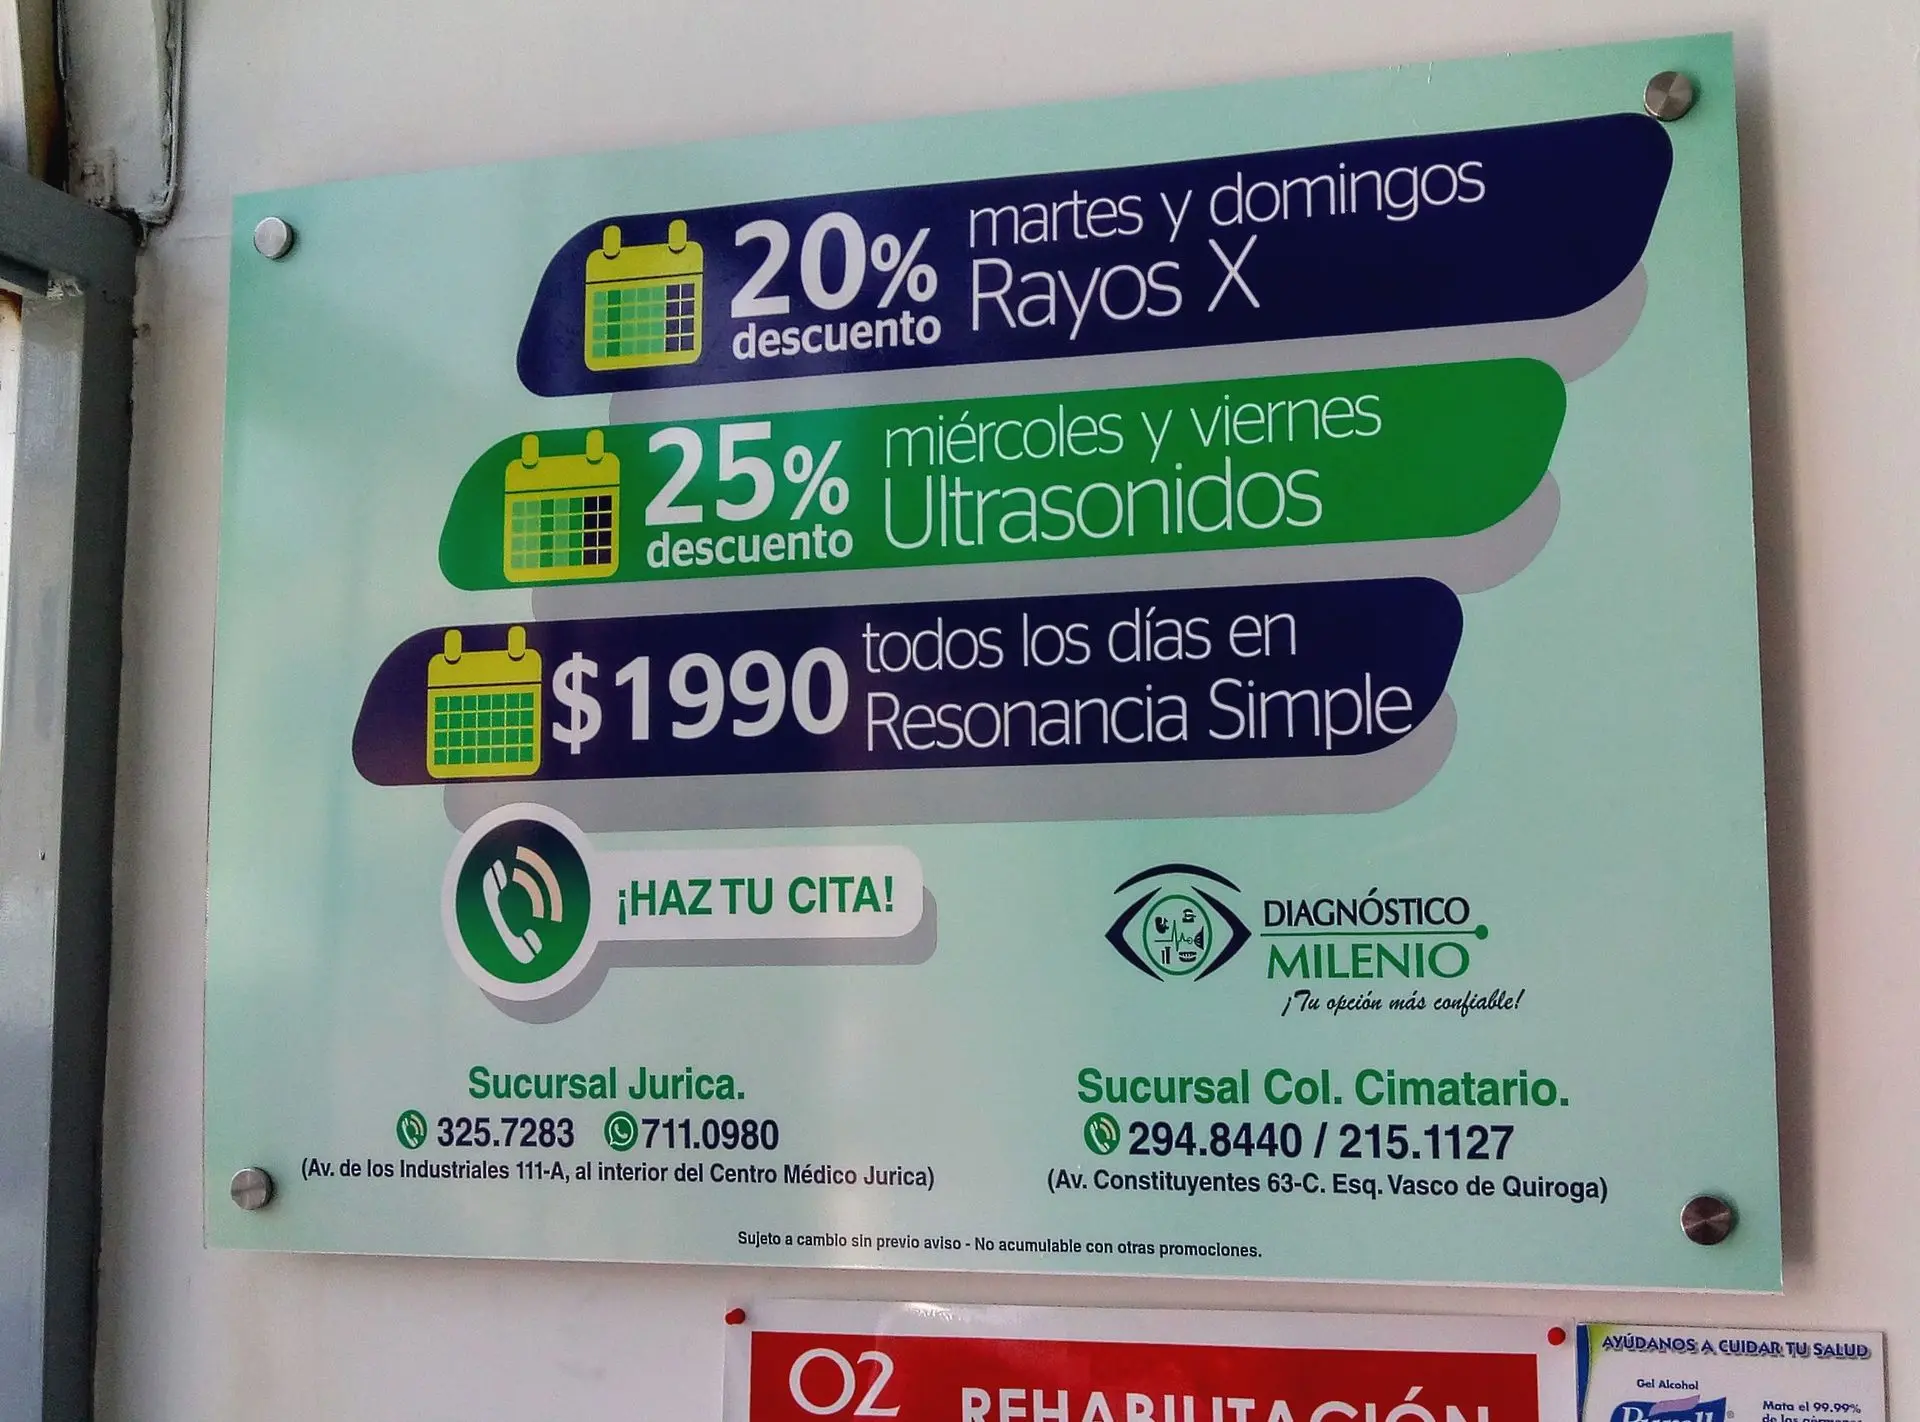 20% descuento
martes y domingos
Rayos X
25% descuento
miércoles y viernes
Ultrasonidos
$1990
todos los días en
Resonancia Simple
¡HAZ TU CITA!
DIAGNÓSTICO
MILENIO
¡Tu opción más confiable!
Sucursal Jurica.
325.7283 711.0980
(Av. de los Industriales 111-A, al interior del Centro Médico Jurica)
Sucursal Col. Cimatario.
294.8440 / 215.1127
(Av. Constituyentes 63-C. Esq. Vasco de Quiroga)
Sujeto a cambio sin previo aviso - No acumulable con otras promociones.
O2
REHABILITACIÓN
AYÚDANOS A CUIDAR TU SALUD
Gel Alcohol
Purell
Mata el 99.99%